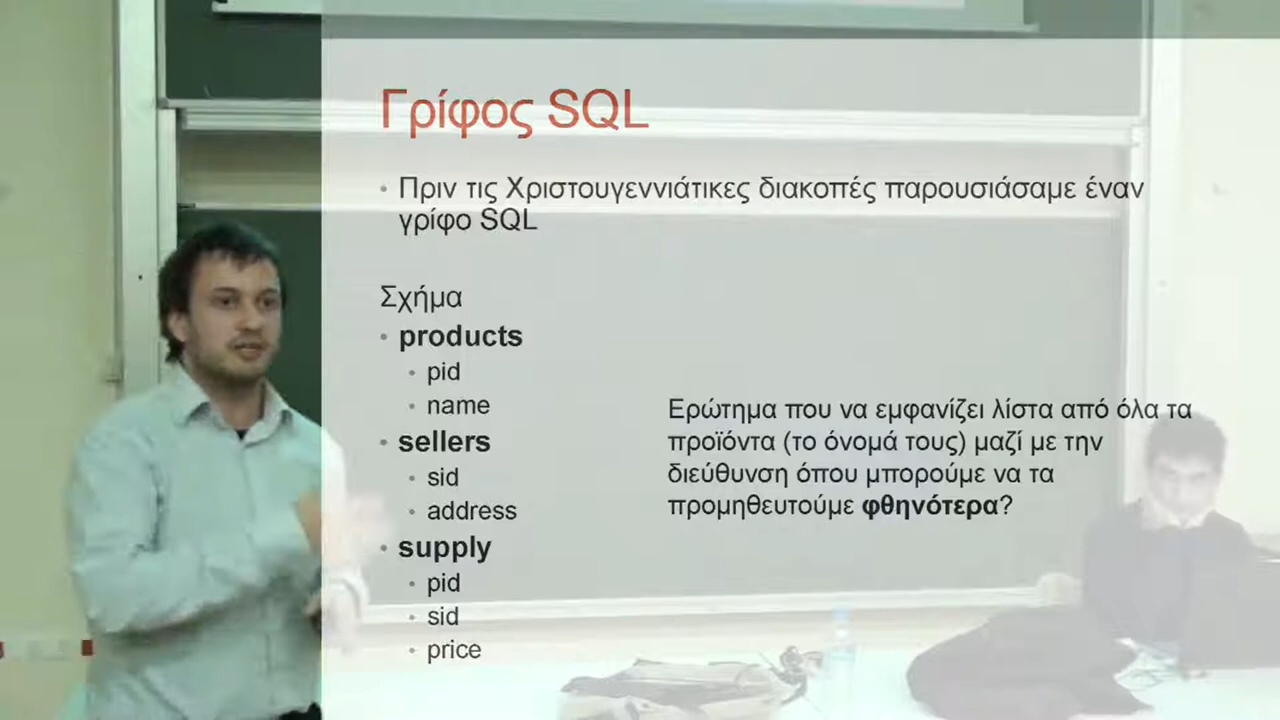 Γρίφος SQL
• Πριν τις Χριστουγεννιάτικες διακοπές παρουσιάσαμε έναν
γρίφο SQL
Σχήμα
• products
• pid
• name
• sellers
• sid
• address
• supply
• pid
• sid
• price
Ερώτημα που να εμφανίζει λίστα από όλα τα
προϊόντα (το όνομά τους) μαζί με την
διεύθυνση όπου μπορούμε να τα
προμηθευτούμε φθηνότερα?